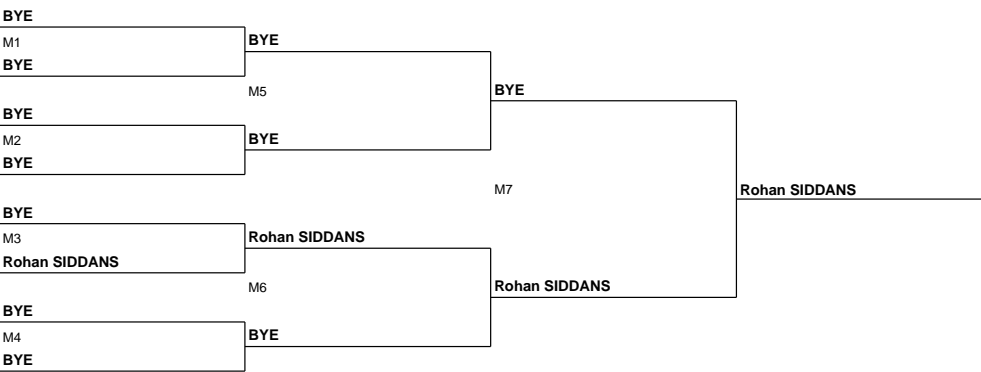 BYE
M1
BYE
BYE
M5
BYE
M2
BYE
BYE
BYE
M7
Rohan SIDDANS
BYE
M3
Rohan SIDDANS
Rohan SIDDANS
M6
Rohan SIDDANS
BYE
M4
BYE
BYE